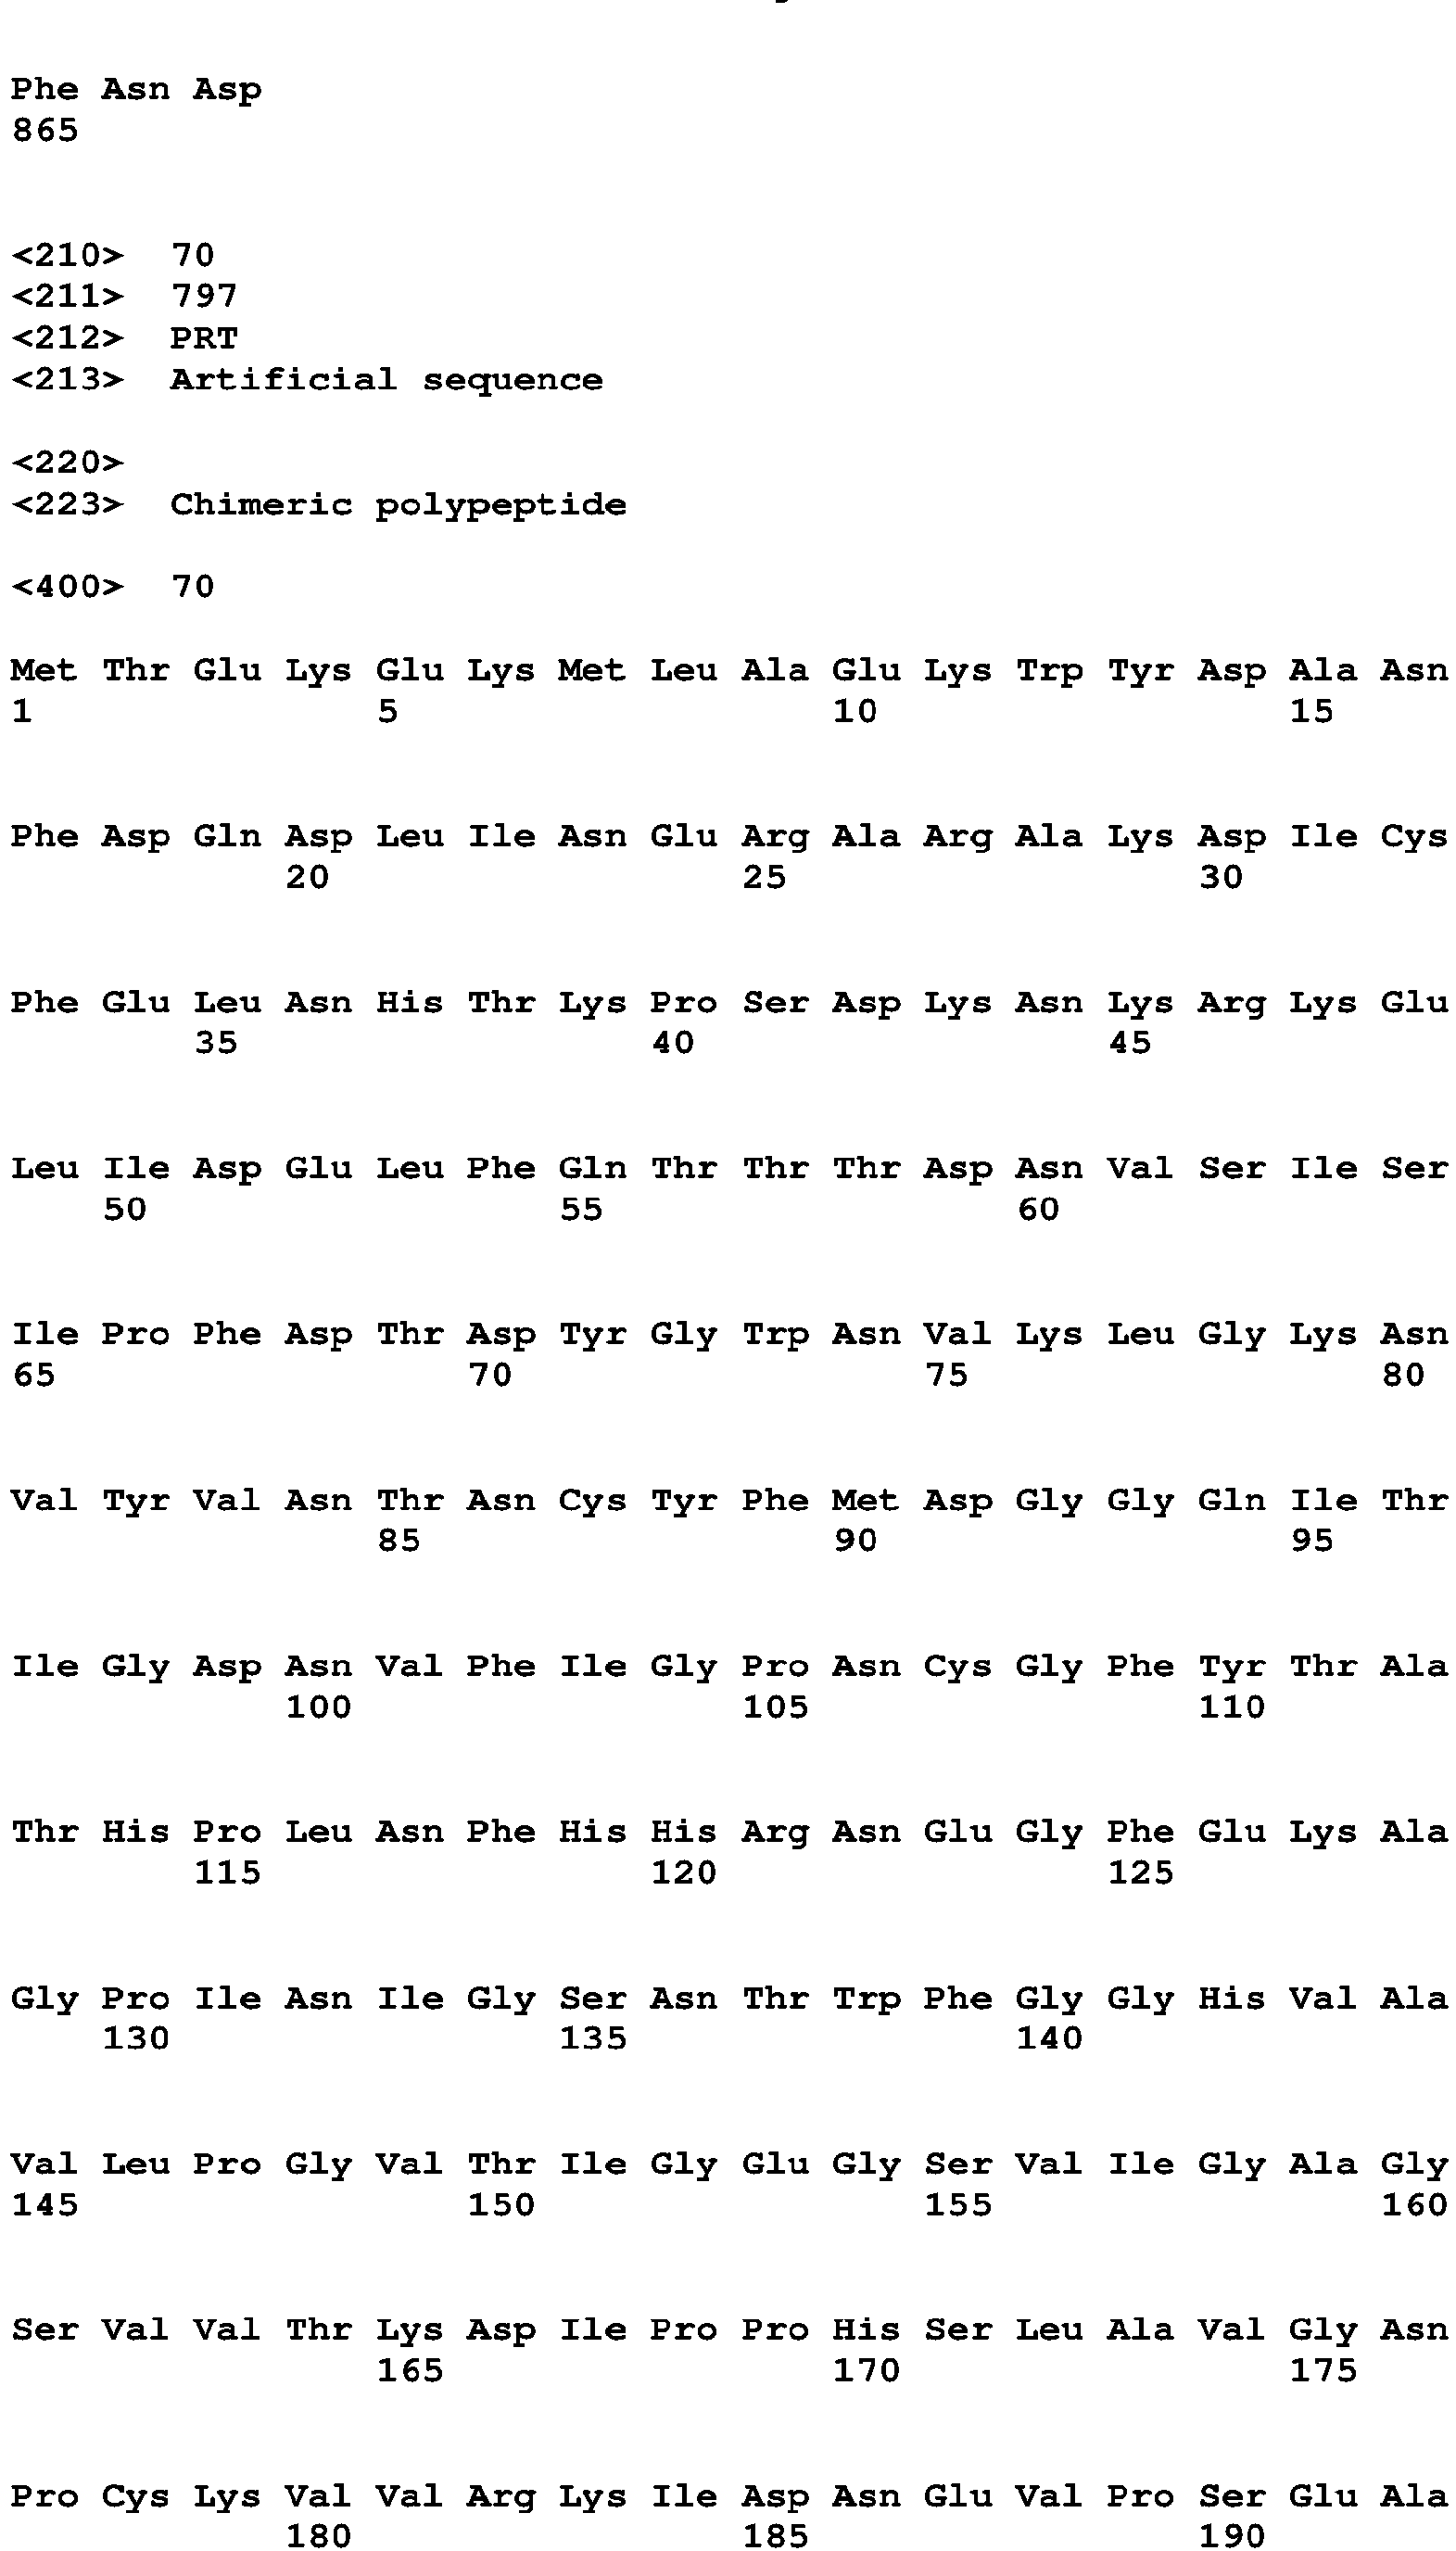 Phe Asn Asp
865
<210> 70
<211> 797
<212> PRT
<213> Artificial sequence
<220>
<223> Chimeric polypeptide
<400> 70
Met Thr Glu Lys Glu Lys Met Leu Ala Glu Lys Trp Tyr Asp Ala Asn
1 5 10 15
Phe Asp Gln Asp Leu Ile Asn Glu Arg Ala Arg Ala Lys Asp Ile Cys
20 25 30
Phe Glu Leu Asn His Thr Lys Pro Ser Asp Lys Asn Lys Arg Lys Glu
35 40 45
Leu Ile Asp Glu Leu Phe Gln Thr Thr Thr Asp Asn Val Ser Ile Ser
50 55 60
Ile Pro Phe Asp Thr Asp Tyr Gly Trp Asn Val Lys Leu Gly Lys Asn
65 70 75 80
Val Tyr Val Asn Thr Asn Cys Tyr Phe Met Asp Gly Gly Gln Ile Thr
85 90 95
Ile Gly Asp Asn Val Phe Ile Gly Pro Asn Cys Gly Phe Tyr Thr Ala
100 105 110
Thr His Pro Leu Asn Phe His His Arg Asn Glu Gly Phe Glu Lys Ala
115 120 125
Gly Pro Ile Asn Ile Gly Ser Asn Thr Trp Phe Gly Gly His Val Ala
130 135 140
Val Leu Pro Gly Val Thr Ile Gly Glu Gly Ser Val Ile Gly Ala Gly
145 150 155 160
Ser Val Val Thr Lys Asp Ile Pro Pro His Ser Leu Ala Val Gly Asn
165 170 175
Pro Cys Lys Val Val Arg Lys Ile Asp Asn Glu Val Pro Ser Glu Ala
180 185 190